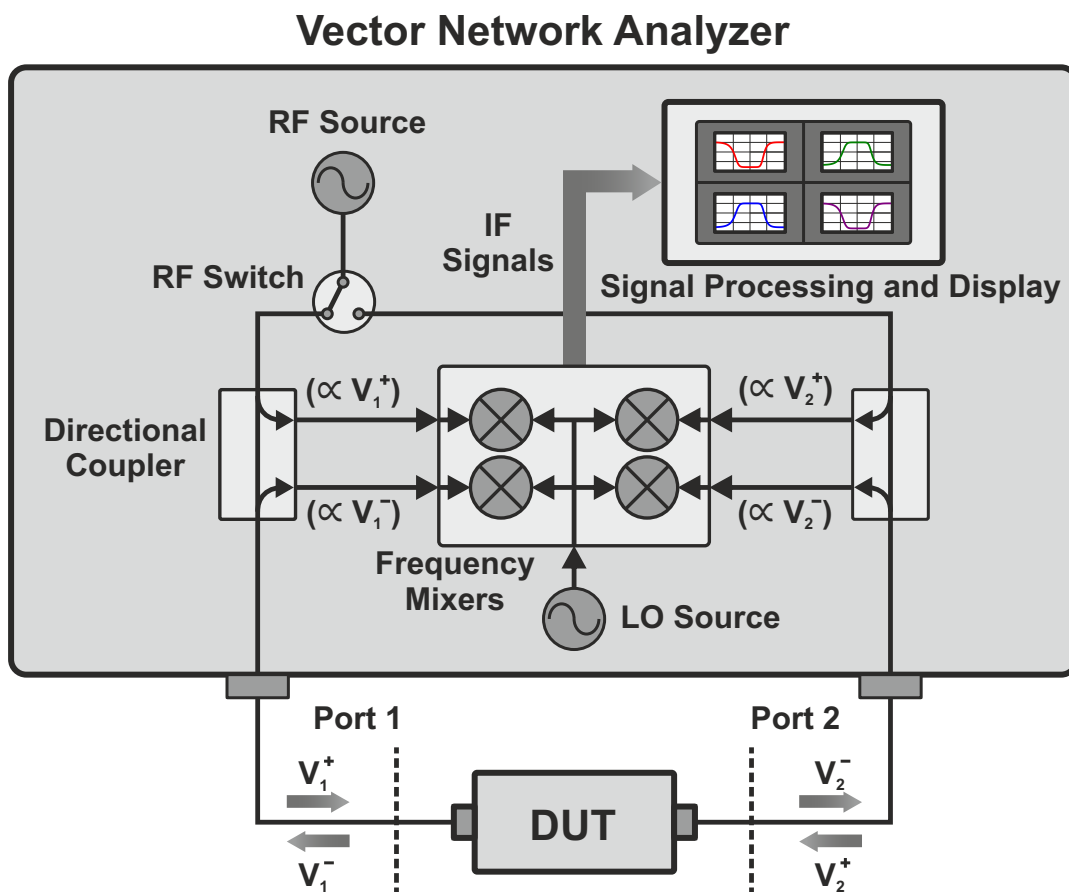 Vector Network Analyzer
RF Source
IF
Signals
RF Switch
Signal Processing and Display
(∝ V₁⁺)
(∝ V₂⁺)
Directional
Coupler
(∝ V₁⁻)
(∝ V₂⁻)
Frequency
Mixers
LO Source
Port 1
Port 2
V₁⁺
V₂⁻
DUT
V₁⁻
V₂⁺